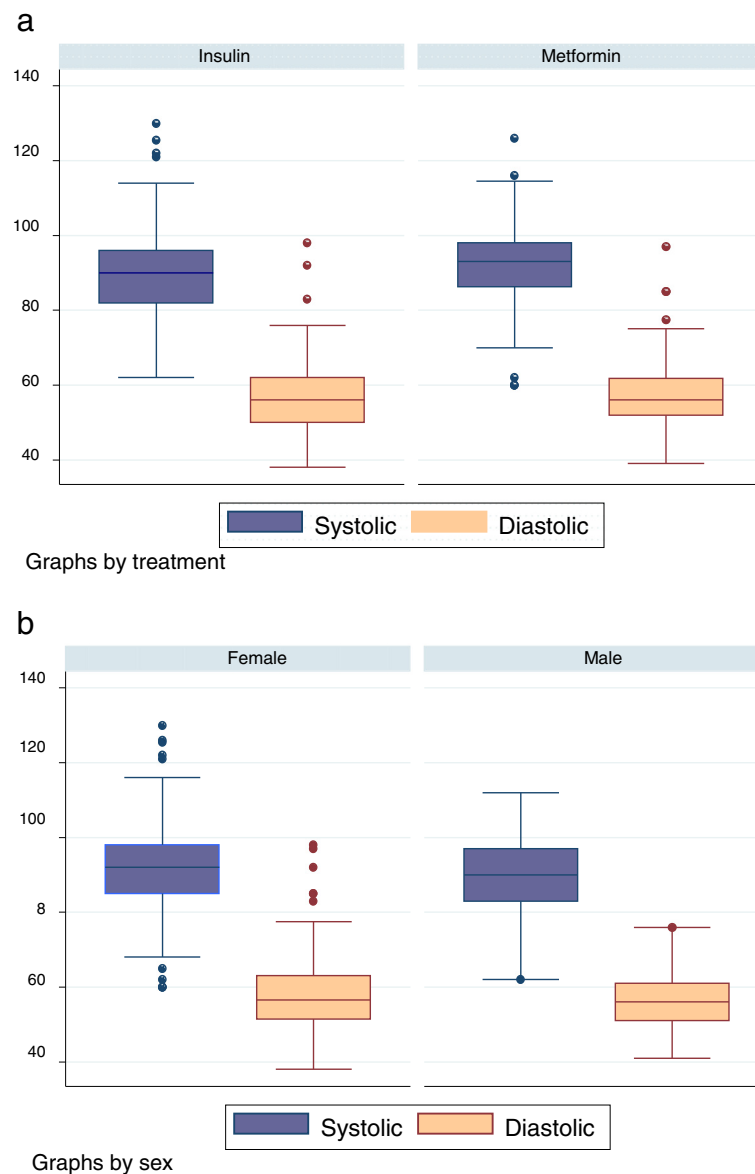 a
Insulin Metformin
140
120
100
80
60
40
Systolic Diastolic
Graphs by treatment
b
Female Male
140
120
100
8
60
40
Systolic Diastolic
Graphs by sex